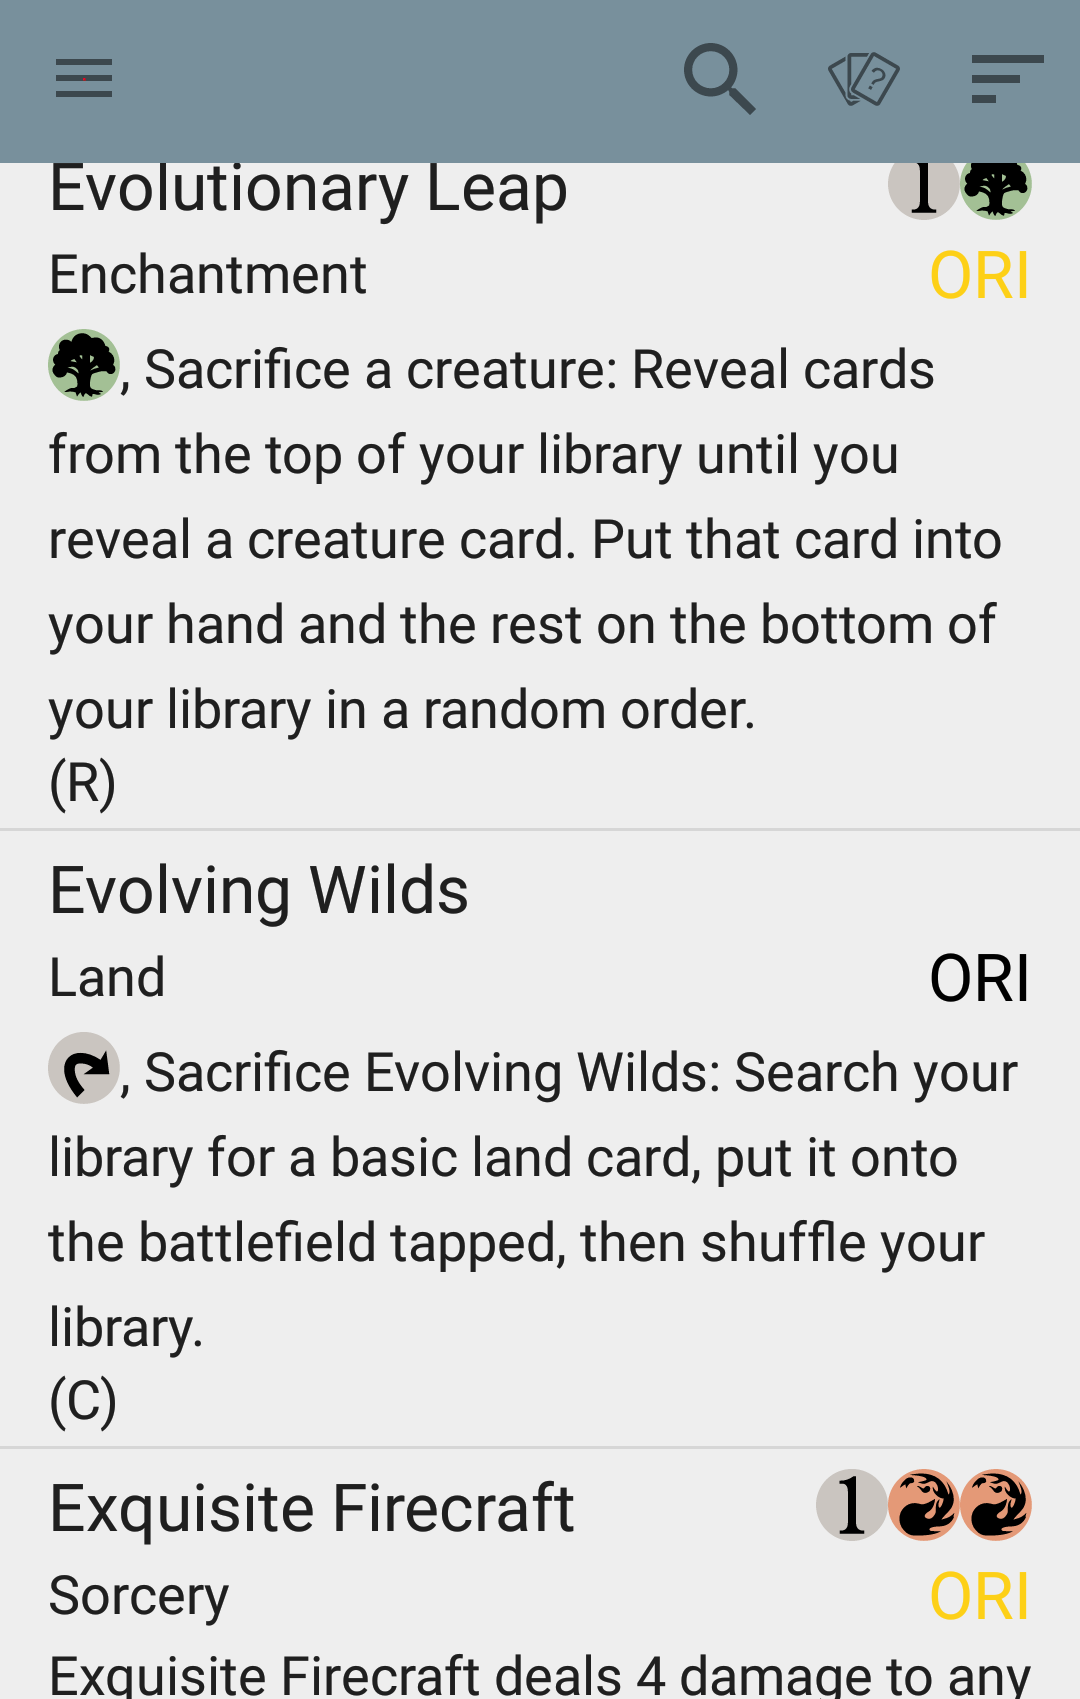 Evolutionary Leap 1
Enchantment ORI
, Sacrifice a creature: Reveal cards
from the top of your library until you
reveal a creature card. Put that card into
your hand and the rest on the bottom of
your library in a random order.
(R)
Evolving Wilds
Land ORI
, Sacrifice Evolving Wilds: Search your
library for a basic land card, put it onto
the battlefield tapped, then shuffle your
library.
(C)
Exquisite Firecraft 1
Sorcery ORI
Exquisite Firecraft deals 4 damage to any